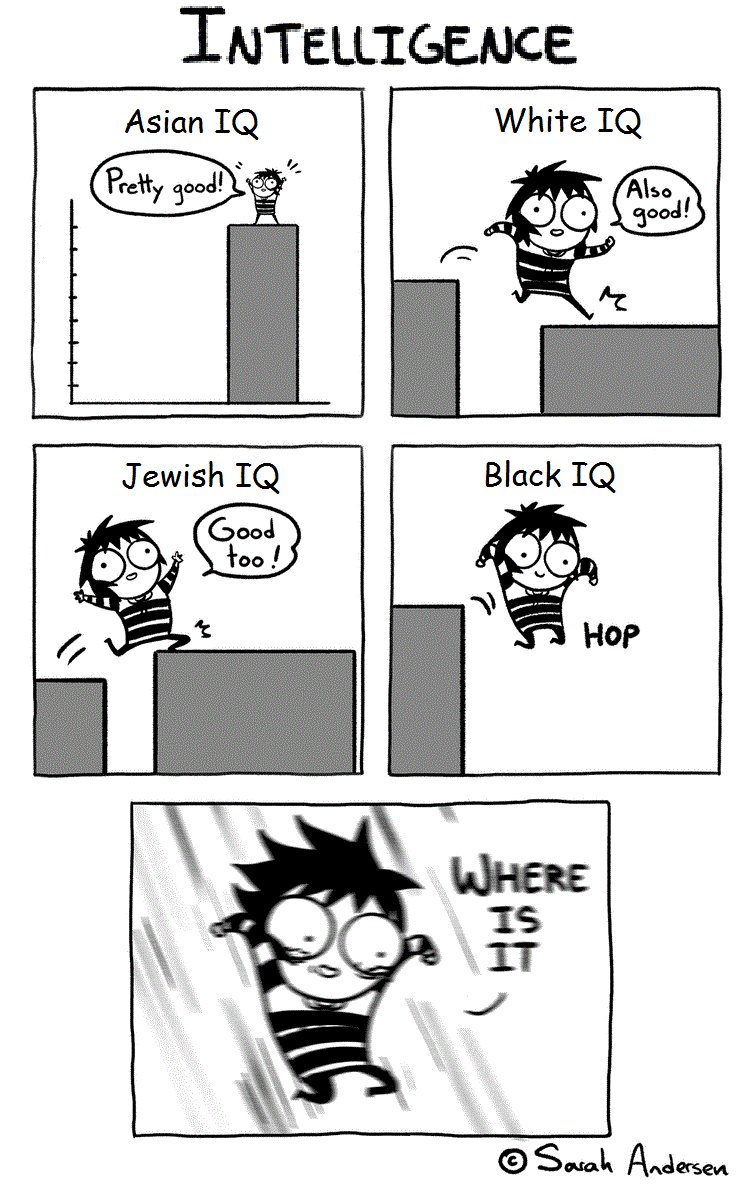 INTELLIGENCE
Asian IQ
Pretty good!
White IQ
Also
good!
Jewish IQ
Good
too!
Black IQ
HOP
WHERE
IS
IT
© Sarah Andersen